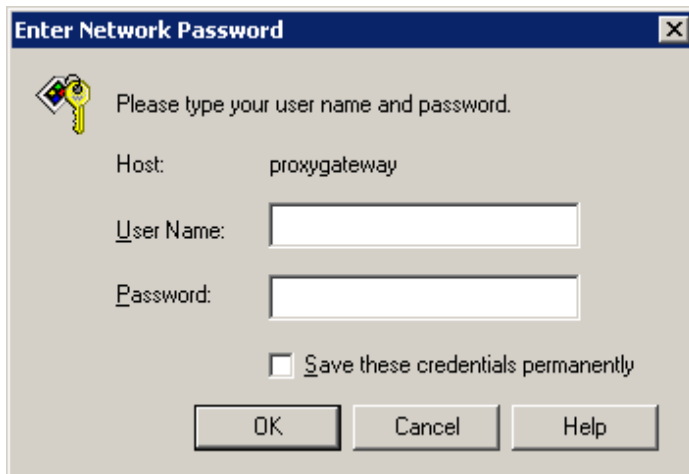 Enter Network Password
Please type your user name and password.
Host: proxygateway
User Name:
Password:
Save these credentials permanently
OK Cancel Help